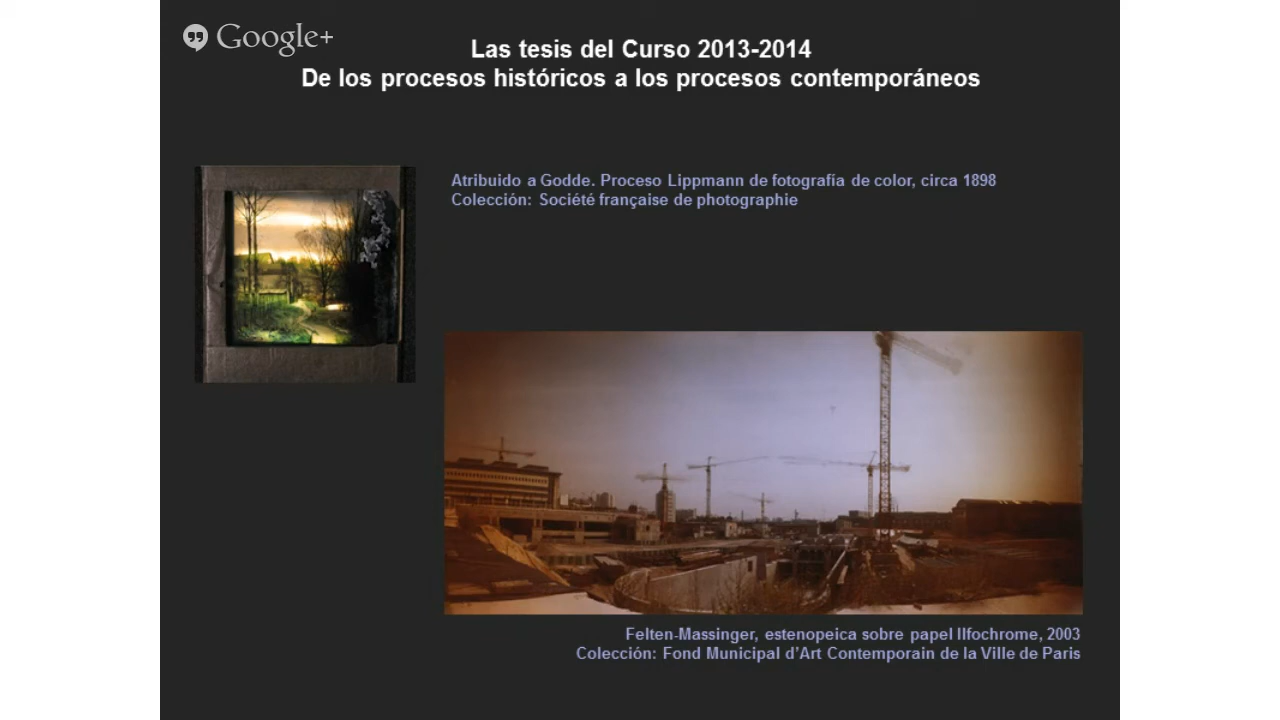 Google+
Las tesis del Curso 2013-2014
De los procesos históricos a los procesos contemporáneos
Atribuido a Godde. Proceso Lippmann de fotografía de color, circa 1898
Colección: Société française de photographie
Felten-Massinger, estenopeica sobre papel Ilfochrome, 2003
Colección: Fond Municipal d'Art Contemporain de la Ville de Paris